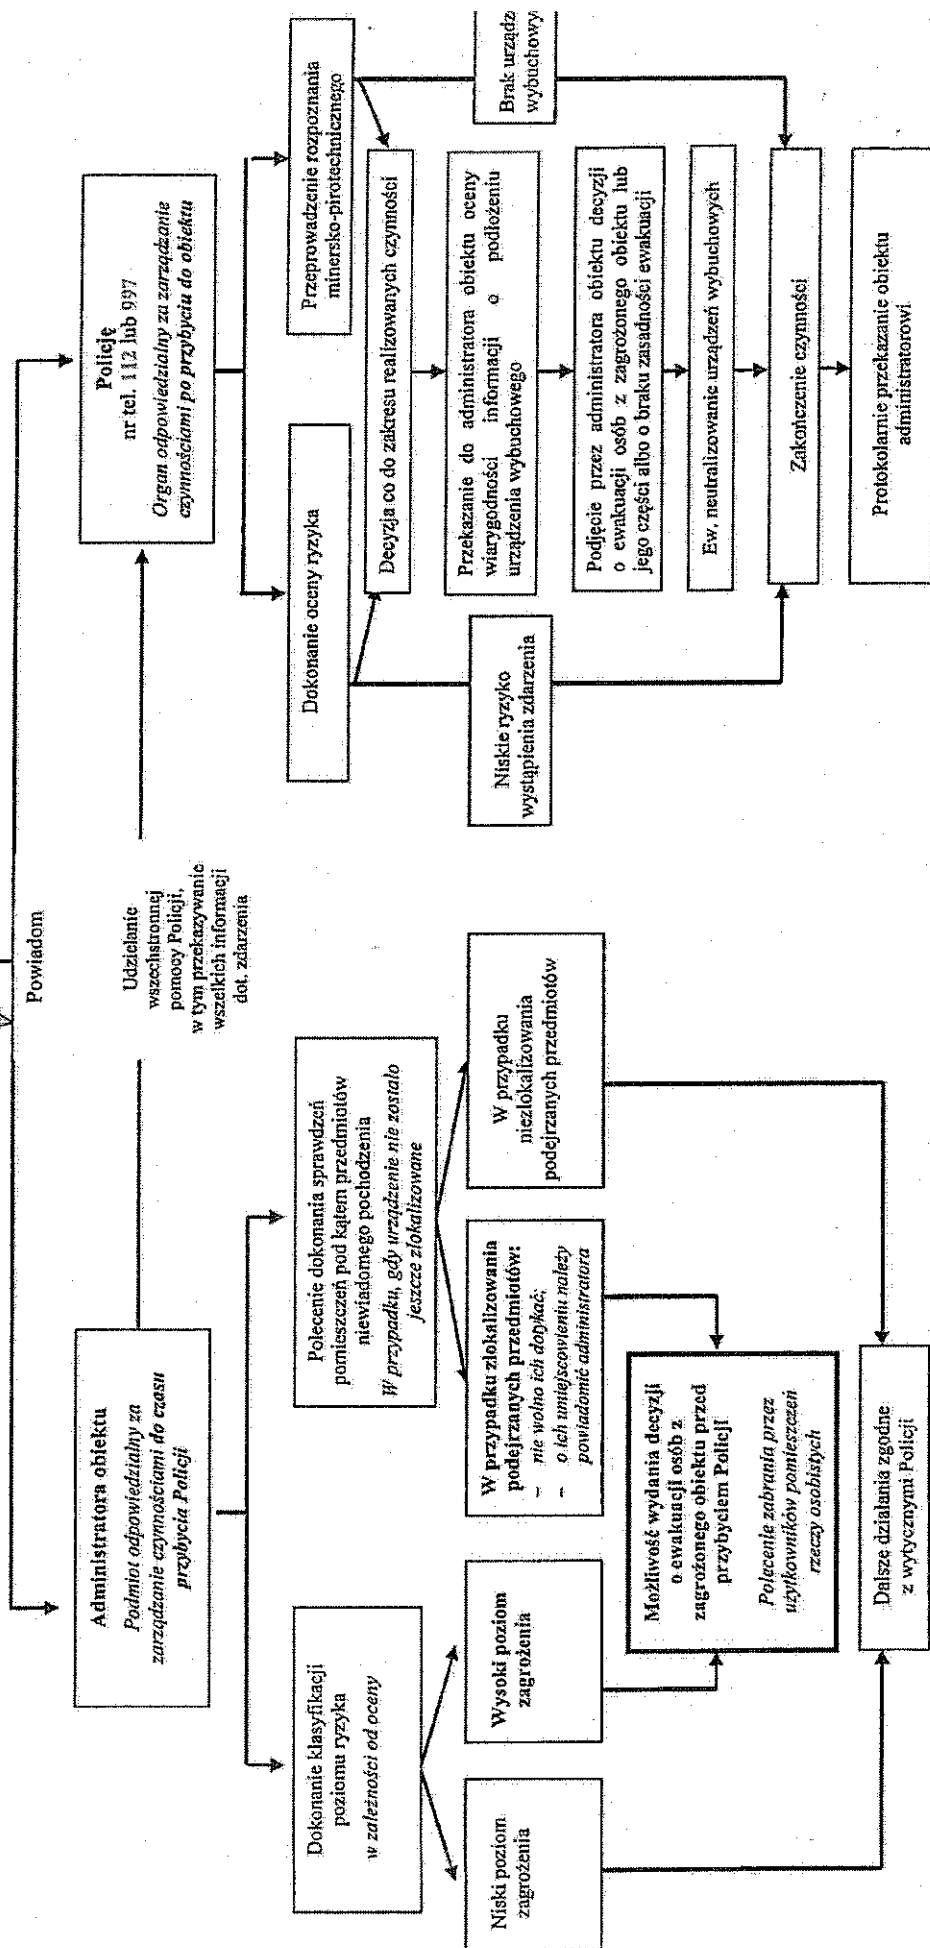 Powiadom
Administratora obiektu
Podmiot odpowiedzialny za
zarządzanie czynnościami do czasu
przybycia Policji
Udzielanie
wszechstronnej
pomocy Policji,
w tym przekazywanie
wszelkich informacji
dot. zdarzenia
Policję
nr tel. 112 lub 997
Organ odpowiedzialny za zarządzanie
czynnościami po przybyciu do obiektu
Dokonanie klasyfikacji
poziomu ryzyka
w zależności od oceny
Polecenie dokonania sprawdzeń
pomieszczeń pod kątem przedmiotów
niewiadomego pochodzenia
W przypadku, gdy urządzenie nie zostało
jeszcze zlokalizowane
Dokonanie oceny ryzyka
Przeprowadzenie rozpoznania
minersko-pirotechnicznego
Decyzja co do zakresu realizowanych czynności
Niski poziom
zagrożenia
Wysoki poziom
zagrożenia
W przypadku zlokalizowania
podejrzanych przedmiotów:
– nie wolno ich dotykać;
– o ich umiejscowieniu należy
powiadomić administratora
W przypadku
niezlokalizowania
podejrzanych przedmiotów
Przekazanie do administratora obiektu oceny
wiarygodności informacji o podłożeniu
urządzenia wybuchowego
Niskie ryzyko
wystąpienia zdarzenia
Brak urządz
wybuchowy
Możliwość wydania decyzji
o ewakuacji osób z
zagrożonego obiektu przed
przybyciem Policji
Polecenie zabrania przez
użytkowników pomieszczeń
rzeczy osobistych
Podjęcie przez administratora obiektu decyzji
o ewakuacji osób z zagrożonego obiektu lub
jego części albo o braku zasadności ewakuacji
Ew. neutralizowanie urządzeń wybuchowych
Zakończenie czynności
Dalsze działania zgodne
z wytycznymi Policji
Protokolarnie przekazanie obiektu
administratorowi